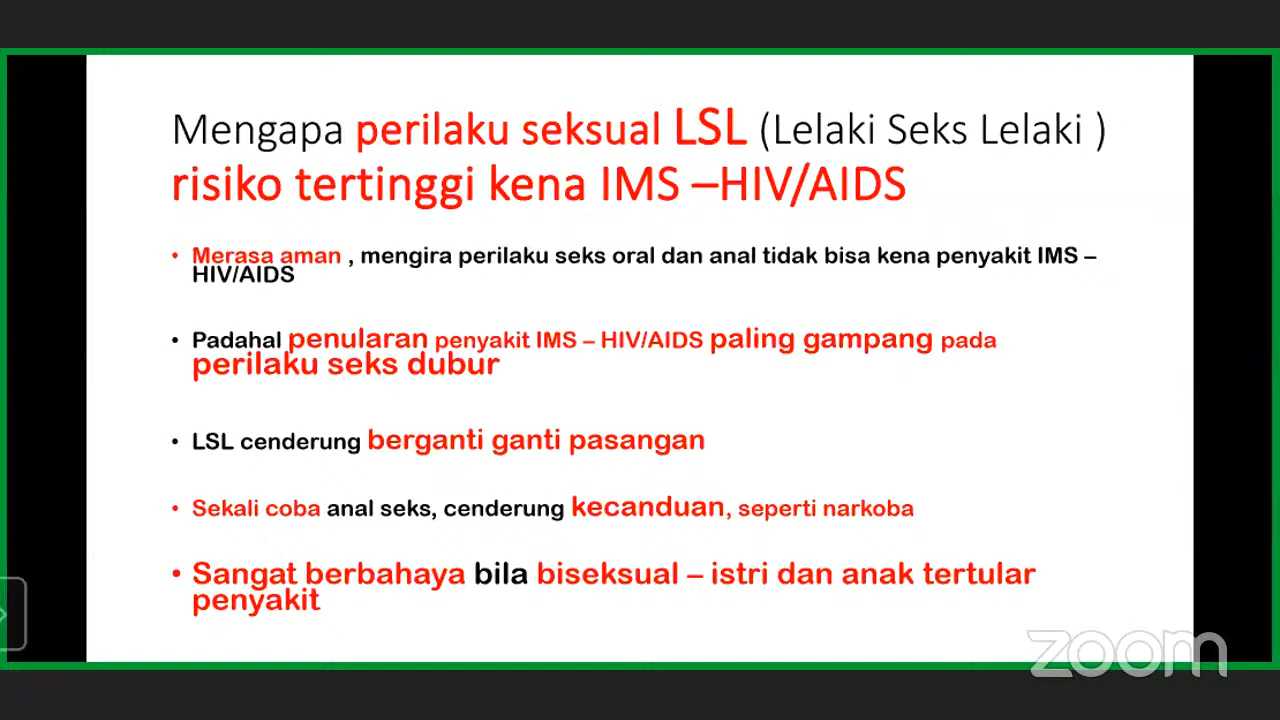 Mengapa perilaku seksual LSL (Lelaki Seks Lelaki )
risiko tertinggi kena IMS –HIV/AIDS
• Merasa aman , mengira perilaku seks oral dan anal tidak bisa kena penyakit IMS –
HIV/AIDS
• Padahal penularan penyakit IMS – HIV/AIDS paling gampang pada
perilaku seks dubur
• LSL cenderung berganti ganti pasangan
• Sekali coba anal seks, cenderung kecanduan, seperti narkoba
• Sangat berbahaya bila biseksual – istri dan anak tertular
penyakit
zoom